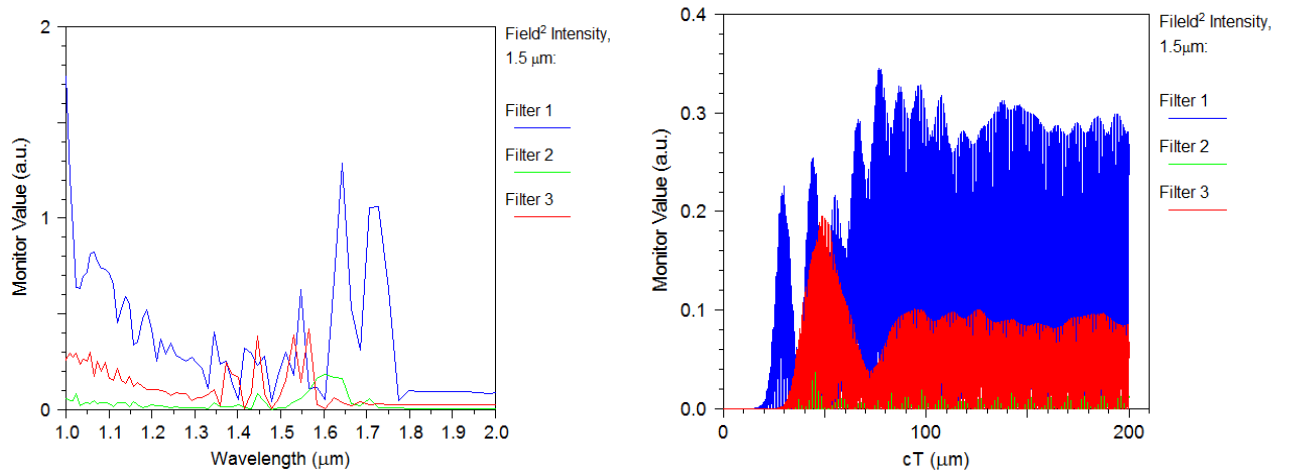 2
1
0
1.0 1.1 1.2 1.3 1.4 1.5 1.6 1.7 1.8 1.9 2.0
Wavelength (μm)
Monitor Value (a.u.)
Field² Intensity,
1.5 μm:
Filter 1
Filter 2
Filter 3
0.4
0.3
0.2
0.1
0.0
0 100 200
cT (μm)
Monitor Value (a.u.)
Fileld² Intensity,
1.5μm:
Filter 1
Filter 2
Filter 3